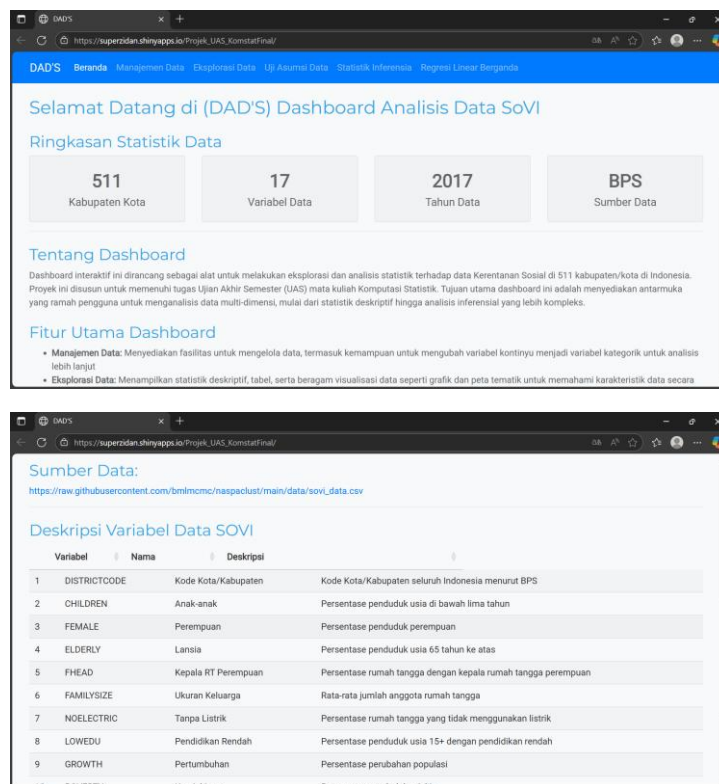 DAD'S
https://superzidan.shinyapps.io/Projek_UAS_KomstatFinal/
DAD'S Beranda Manajemen Data Eksplorasi Data Uji Asumsi Data Statistik Inferensia Regresi Linear Berganda
Selamat Datang di (DAD'S) Dashboard Analisis Data SoVI
Ringkasan Statistik Data
511 17 2017 BPS
Kabupaten Kota Variabel Data Tahun Data Sumber Data
Tentang Dashboard
Dashboard interaktif ini dirancang sebagai alat untuk melakukan eksplorasi dan analisis statistik terhadap data Kerentanan Sosial di 511 kabupaten/kota di Indonesia.
Proyek ini disusun untuk memenuhi tugas Ujian Akhir Semester (UAS) mata kuliah Komputasi Statistik. Tujuan utama dashboard ini adalah menyediakan antarmuka
yang ramah pengguna untuk menganalisis data multi-dimensi, mulai dari statistik deskriptif hingga analisis inferensial yang lebih kompleks.
Fitur Utama Dashboard
• Manajemen Data: Menyediakan fasilitas untuk mengelola data, termasuk kemampuan untuk mengubah variabel kontinyu menjadi variabel kategorik untuk analisis
lebih lanjut
• Eksplorasi Data: Menampilkan statistik deskriptif, tabel, serta beragam visualisasi data seperti grafik dan peta tematik untuk memahami karakteristik data secara
DAD'S
https://superzidan.shinyapps.io/Projek_UAS_KomstatFinal/
Sumber Data:
https://raw.githubusercontent.com/bmlmcmc/naspaclust/main/data/sovi_data.csv
Deskripsi Variabel Data SOVI
Variabel Nama Deskripsi
1 DISTRICTCODE Kode Kota/Kabupaten Kode Kota/Kabupaten seluruh Indonesia menurut BPS
2 CHILDREN Anak-anak Persentase penduduk usia di bawah lima tahun
3 FEMALE Perempuan Persentase penduduk perempuan
4 ELDERLY Lansia Persentase penduduk usia 65 tahun ke atas
5 FHEAD Kepala RT Perempuan Persentase rumah tangga dengan kepala rumah tangga perempuan
6 FAMILYSIZE Ukuran Keluarga Rata-rata jumlah anggota rumah tangga
7 NOELECTRIC Tanpa Listrik Persentase rumah tangga yang tidak menggunakan listrik
8 LOWEDU Pendidikan Rendah Persentase penduduk usia 15+ dengan pendidikan rendah
9 GROWTH Pertumbuhan Persentase perubahan populasi